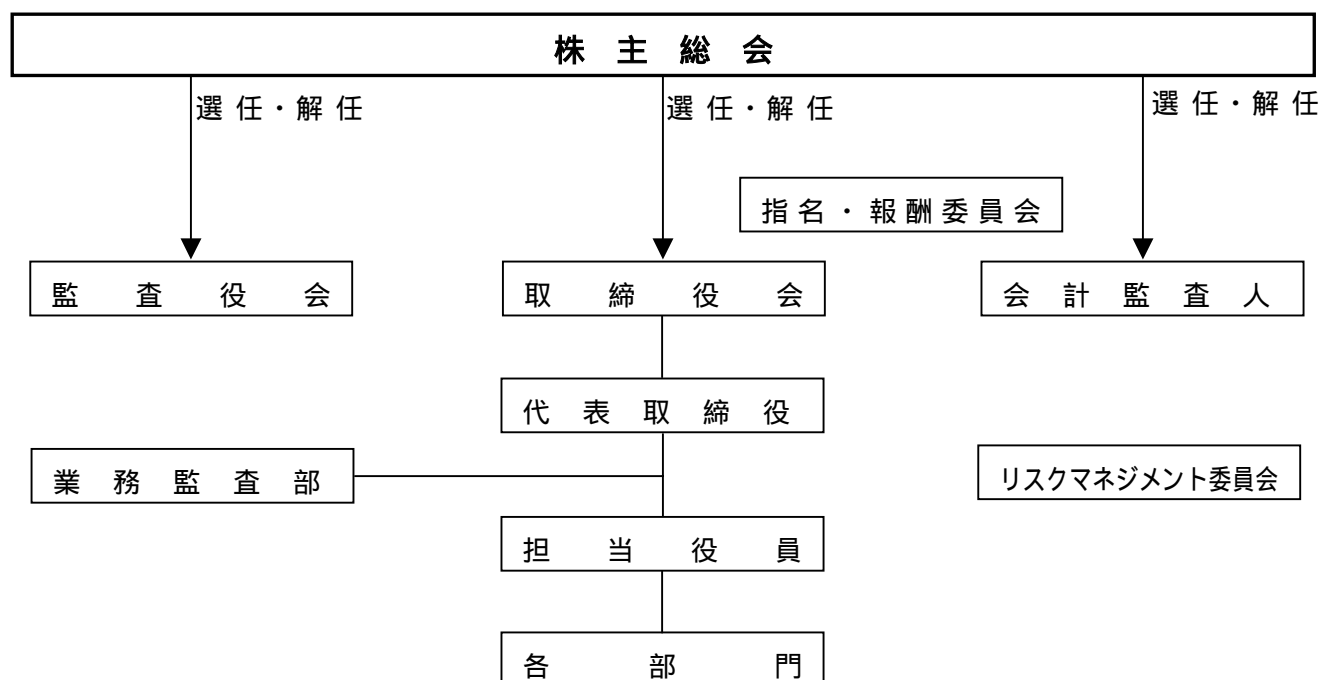 株主総会
選任・解任
選任・解任
選任・解任
指名・報酬委員会
監査役会
取締役会
会計監査人
代表取締役
業務監査部
リスクマネジメント委員会
担当役員
各部門